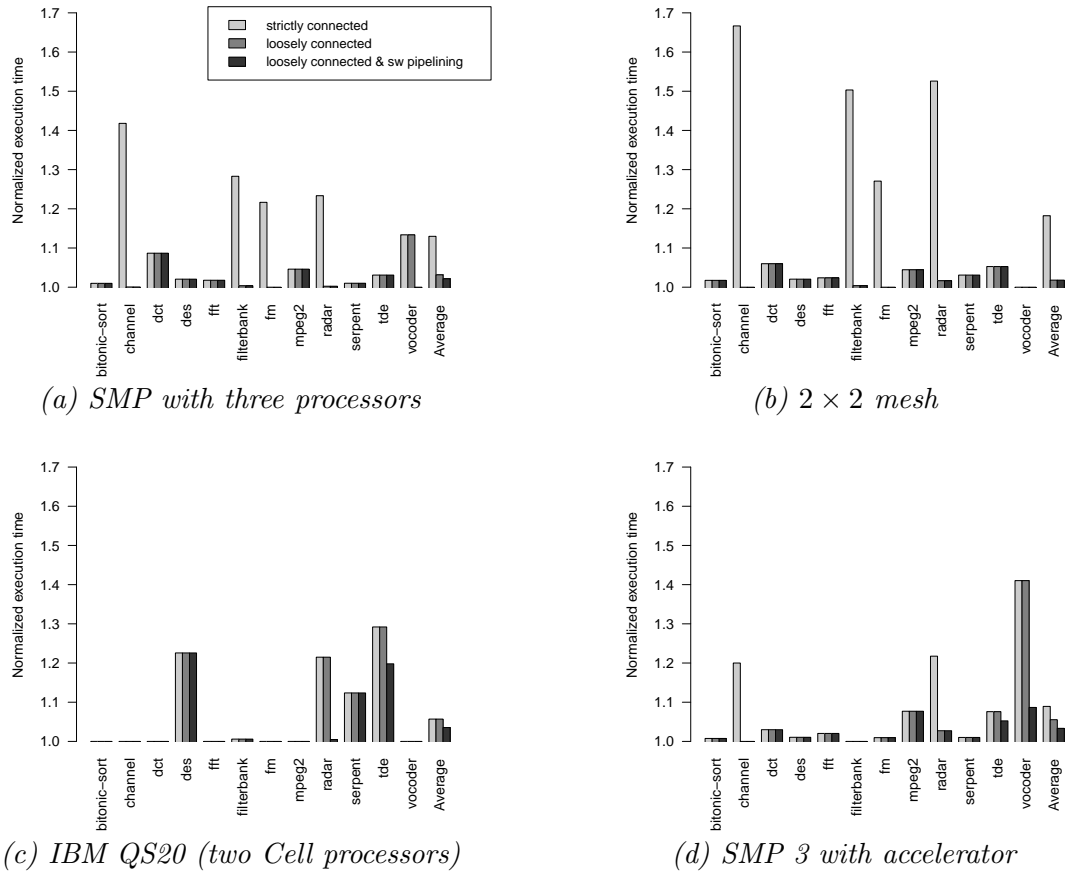 1.7
1.6
1.5
1.4
1.3
1.2
1.1
1.0
Normalized execution time
strictly connected
loosely connected
loosely connected & sw pipelining
bitonic−sort
channel
dct
des
fft
filterbank
fm
mpeg2
radar
serpent
tde
vocoder
Average
(a) SMP with three processors
1.7
1.6
1.5
1.4
1.3
1.2
1.1
1.0
Normalized execution time
bitonic−sort
channel
dct
des
fft
filterbank
fm
mpeg2
radar
serpent
tde
vocoder
Average
(b) 2 × 2 mesh
1.7
1.6
1.5
1.4
1.3
1.2
1.1
1.0
Normalized execution time
bitonic−sort
channel
dct
des
fft
filterbank
fm
mpeg2
radar
serpent
tde
vocoder
Average
(c) IBM QS20 (two Cell processors)
1.7
1.6
1.5
1.4
1.3
1.2
1.1
1.0
Normalized execution time
bitonic−sort
channel
dct
des
fft
filterbank
fm
mpeg2
radar
serpent
tde
vocoder
Average
(d) SMP 3 with accelerator